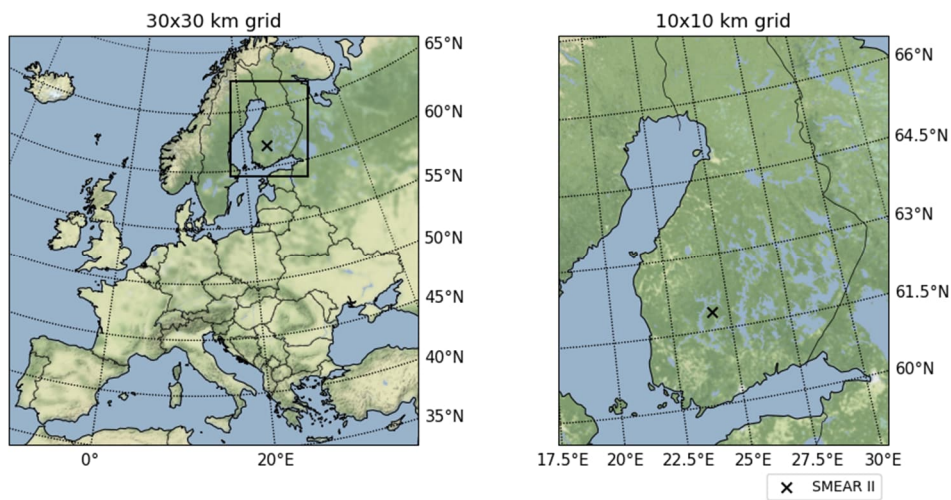 30x30 km grid
65°N
60°N
55°N
50°N
45°N
40°N
35°N
0°
20°E
10x10 km grid
66°N
64.5°N
63°N
61.5°N
60°N
17.5°E
20°E
22.5°E
25°E
27.5°E
30°E
SMEAR II